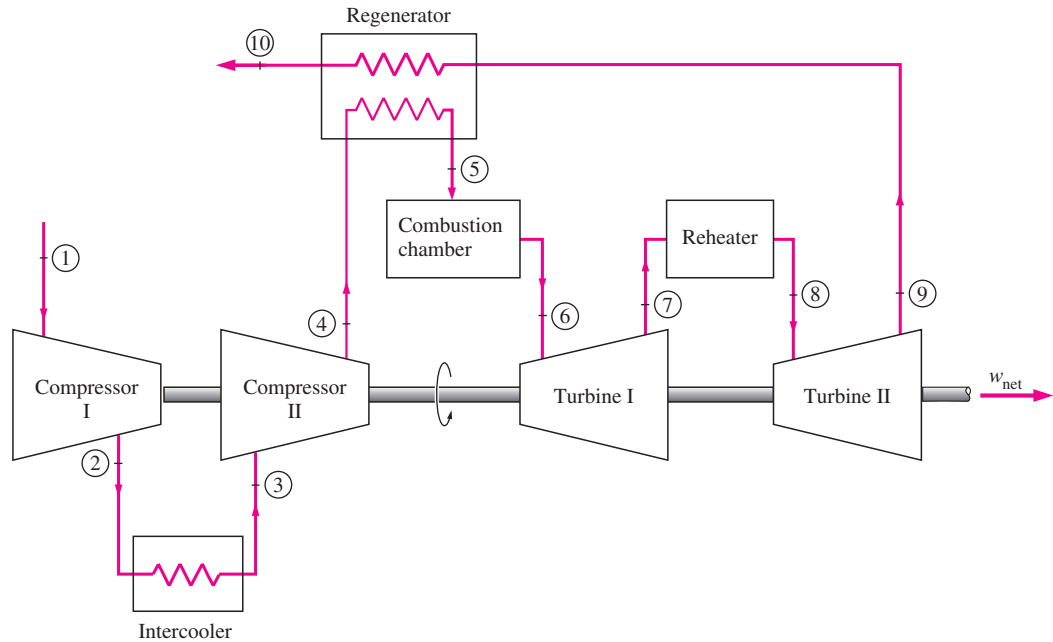 Regenerator
10
5
Combustion
chamber
Reheater
1
4
6
7
8
9
Compressor
I
Compressor
II
Turbine I
Turbine II
wnet
2
3
Intercooler